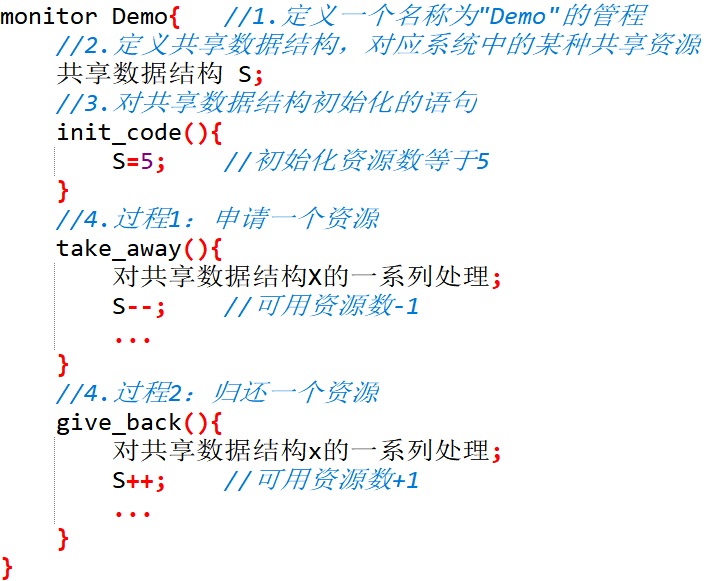 monitor Demo{    //1.定义一个名称为"Demo"的管程
    //2.定义共享数据结构，对应系统中的某种共享资源
    共享数据结构 S;
    //3.对共享数据结构初始化的语句
    init_code(){
        S=5;    //初始化资源数等于5
    }
    //4.过程1：申请一个资源
    take_away(){
        对共享数据结构X的一系列处理;
        S--;    //可用资源数-1
        ...
    }
    //4.过程2：归还一个资源
    give_back(){
        对共享数据结构x的一系列处理;
        S++;    //可用资源数+1
        ...
    }
}